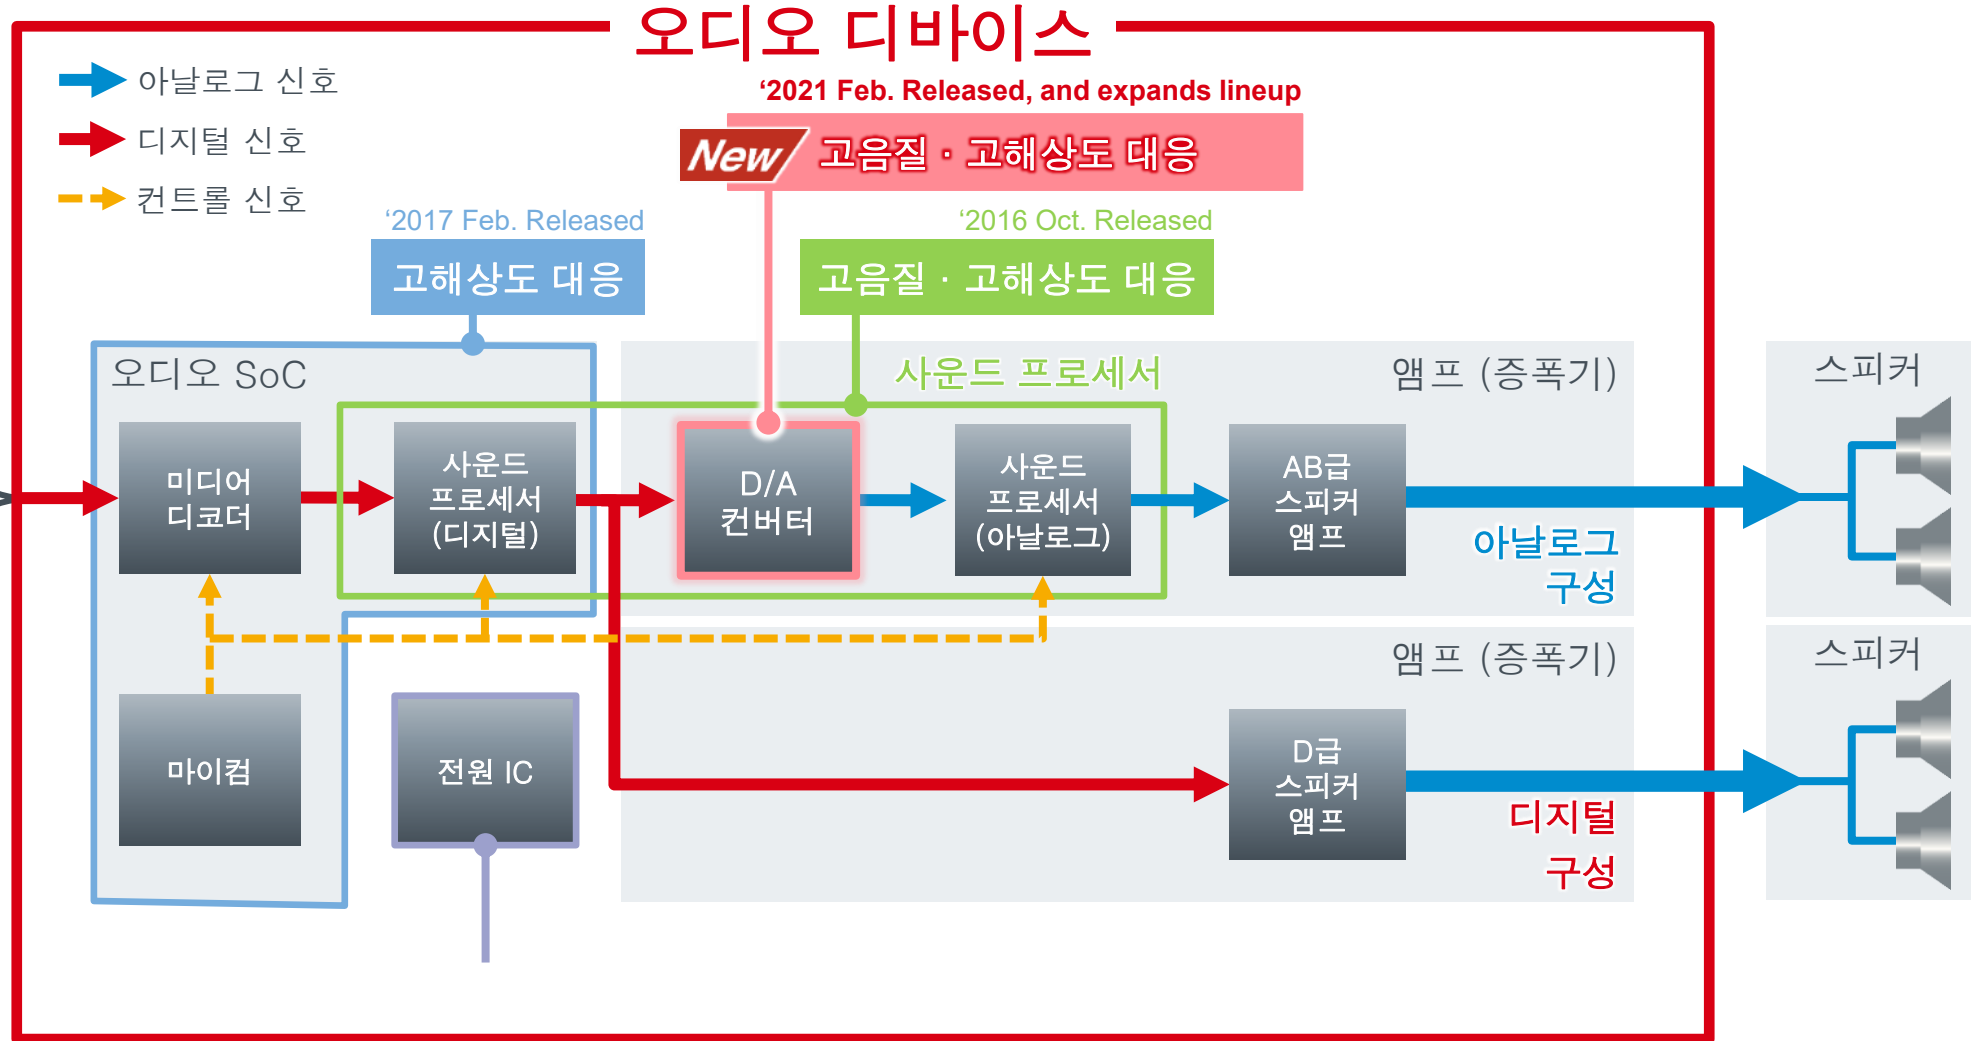 오디오 디바이스
아날로그 신호
디지털 신호
컨트롤 신호
‘2021 Feb. Released, and expands lineup
New 고음질 · 고해상도 대응
‘2017 Feb. Released
고해상도 대응
‘2016 Oct. Released
고음질 · 고해상도 대응
오디오 SoC
사운드 프로세서
앰프 (증폭기)
스피커
미디어
디코더
사운드
프로세서
(디지털)
D/A
컨버터
사운드
프로세서
(아날로그)
AB급
스피커
앰프
아날로그
구성
앰프 (증폭기)
스피커
마이컴
전원 IC
D급
스피커
앰프
디지털
구성